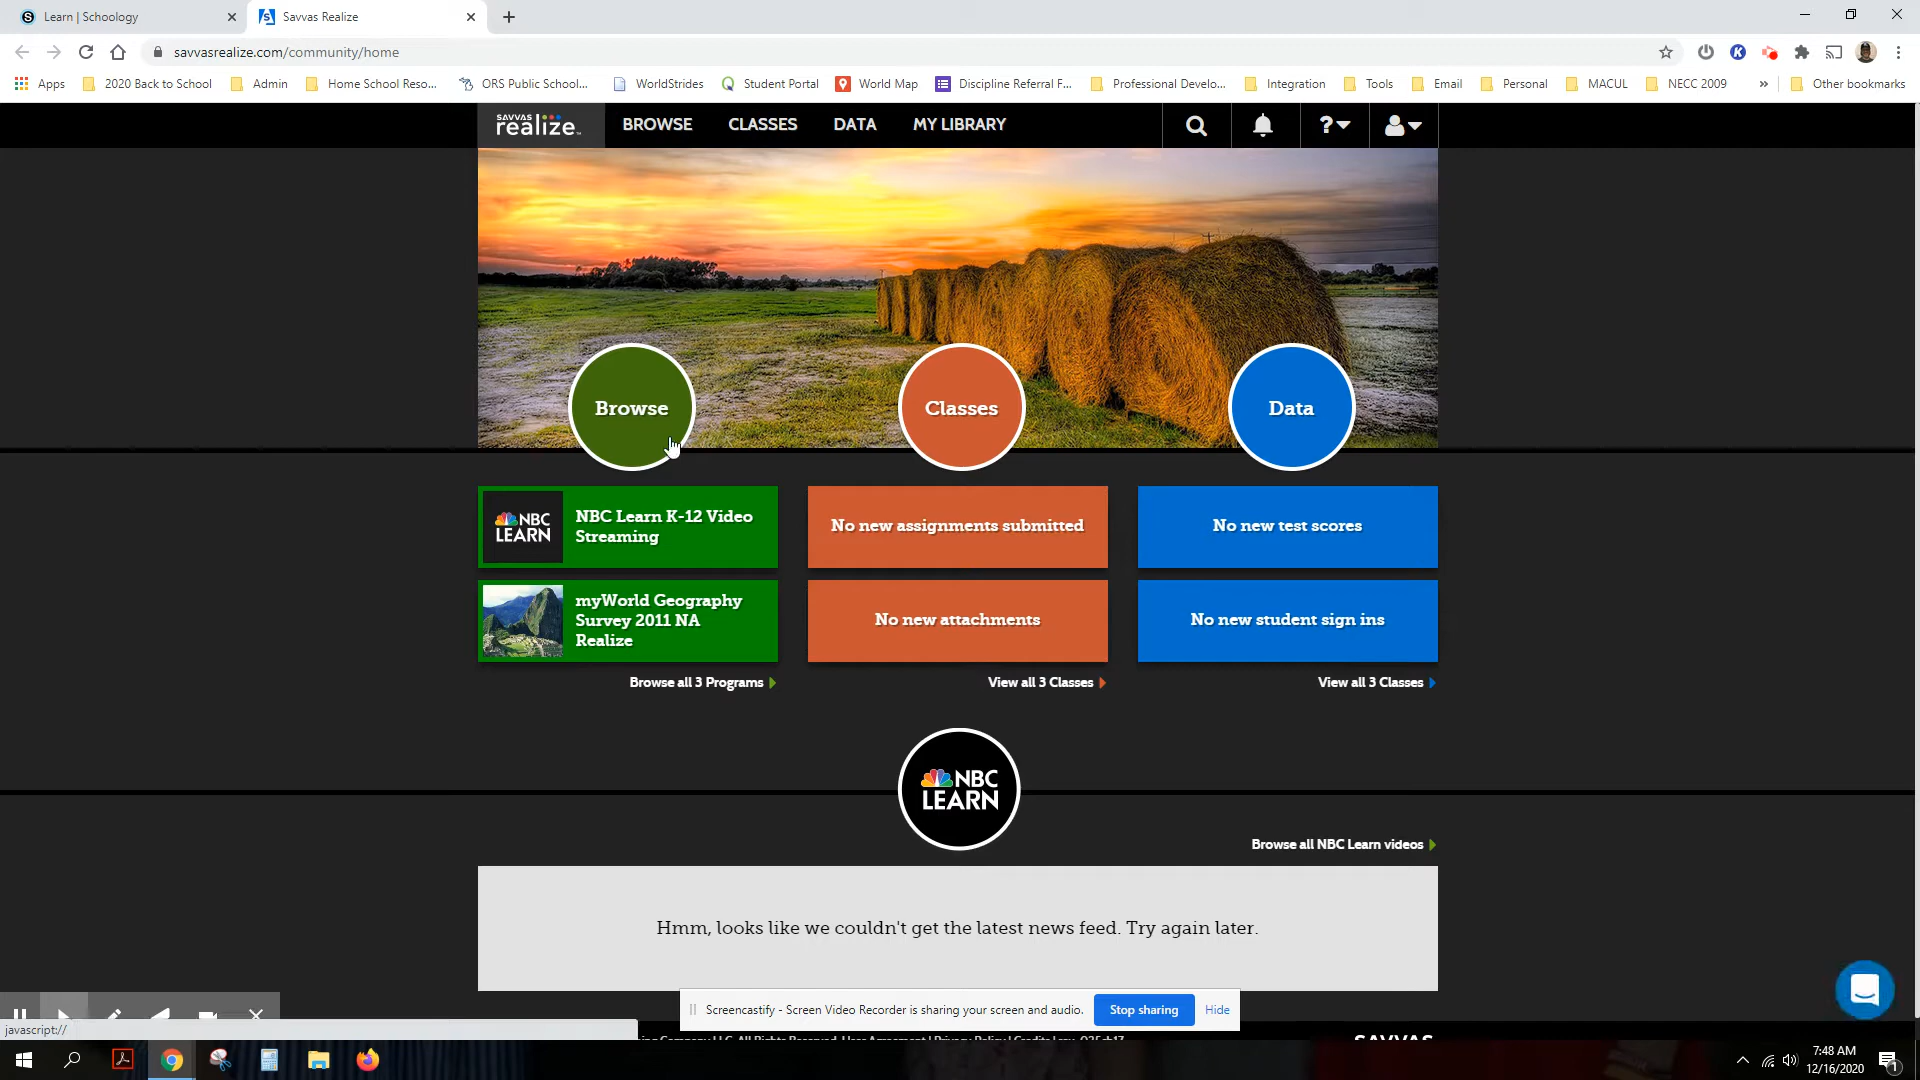 Learn | Schoology
Savvas Realize
savvasrealize.com/community/home
Apps
2020 Back to School
Admin
Home School Reso...
ORS Public School...
WorldStrides
Student Portal
World Map
Discipline Referral F...
Professional Develo...
Integration
Tools
Email
Personal
MACUL
NECC 2009
»
Other bookmarks
SAVVAS
realize™
BROWSE
CLASSES
DATA
MY LIBRARY
?
Browse
Classes
Data
NBC
LEARN
NBC Learn K-12 Video
Streaming
No new assignments submitted
No new test scores
myWorld Geography
Survey 2011 NA
Realize
No new attachments
No new student sign ins
Browse all 3 Programs
View all 3 Classes
View all 3 Classes
NBC
LEARN
Browse all NBC Learn videos
Hmm, looks like we couldn't get the latest news feed. Try again later.
Screencastify - Screen Video Recorder is sharing your screen and audio.
Stop sharing
Hide
javascript://
SAVVAS
7:48 AM
12/16/2020
1